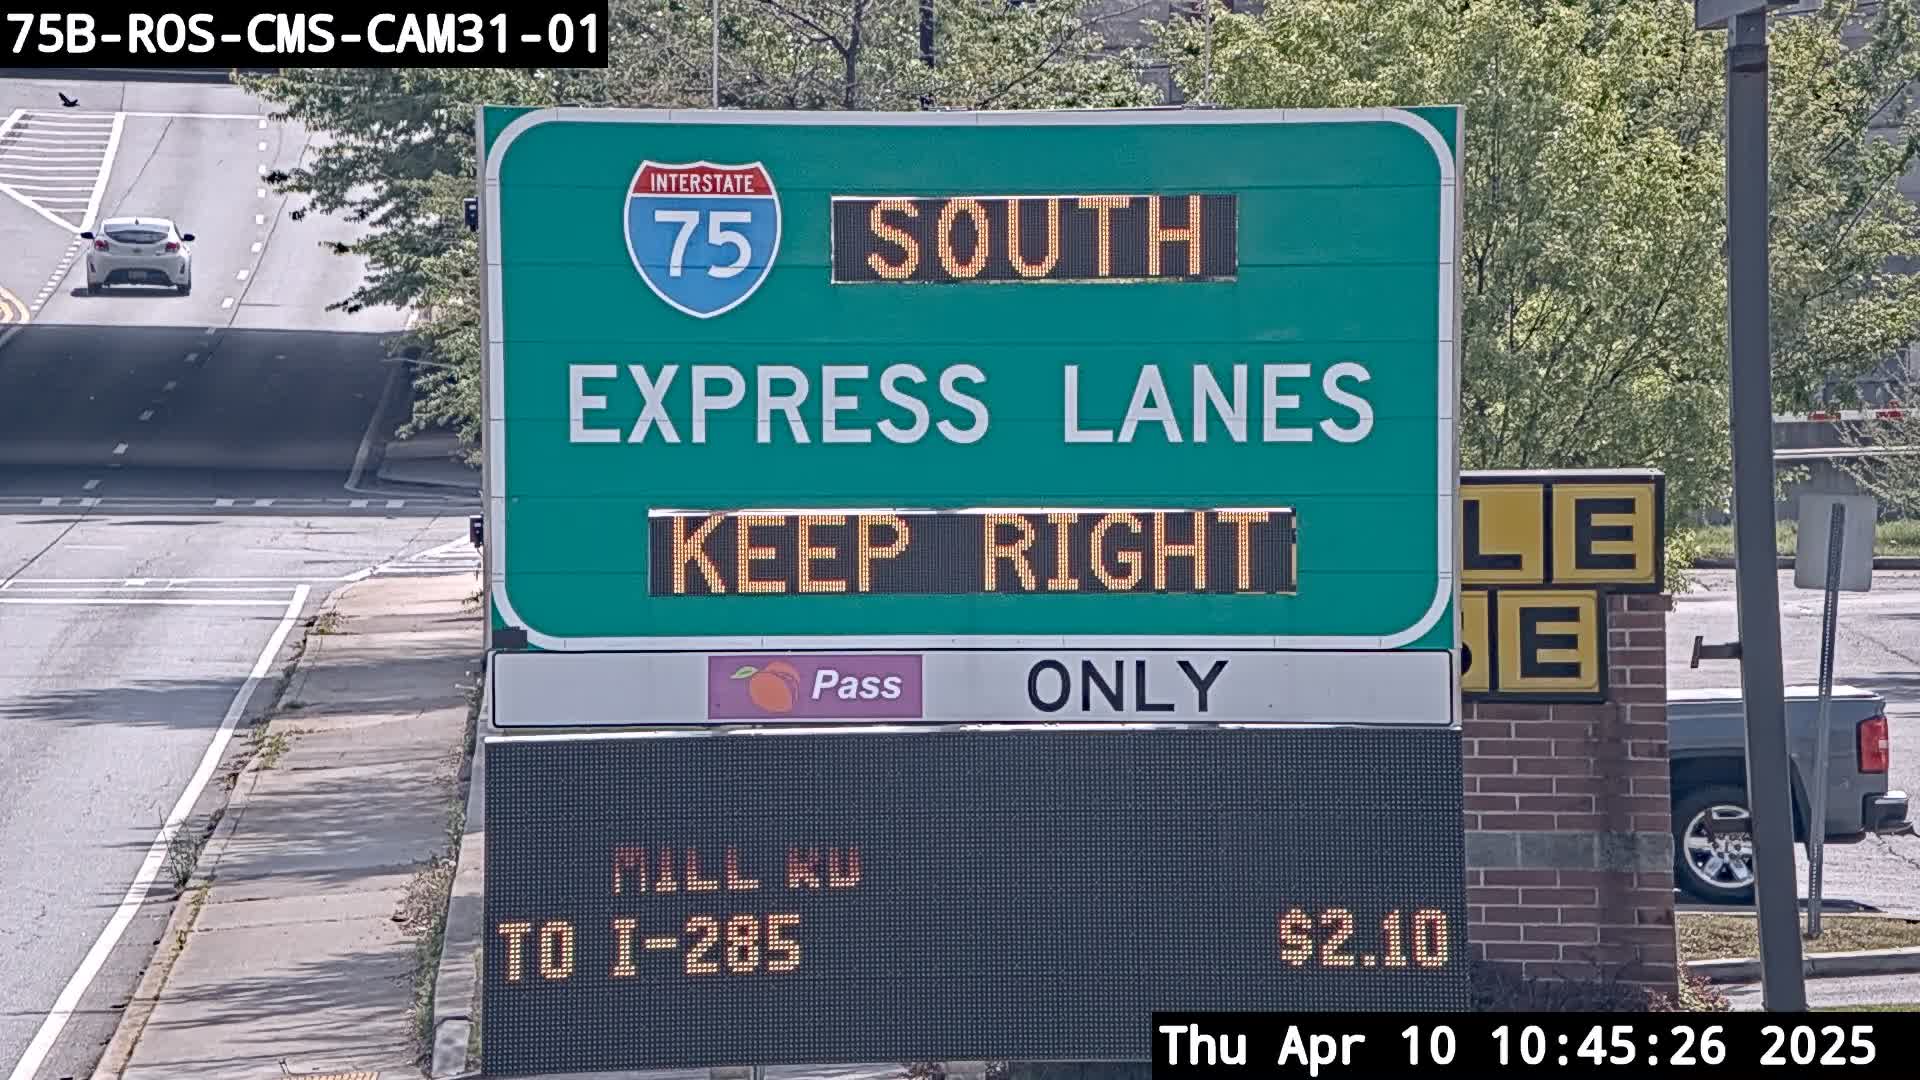 75B-ROS-CMS-CAM31-01
INTERSTATE
75
SOUTH
EXPRESS LANES
KEEP RIGHT
LE
E
Pass ONLY
MILL RD
TO I-285 $2.10
Thu Apr 10 10:45:26 2025